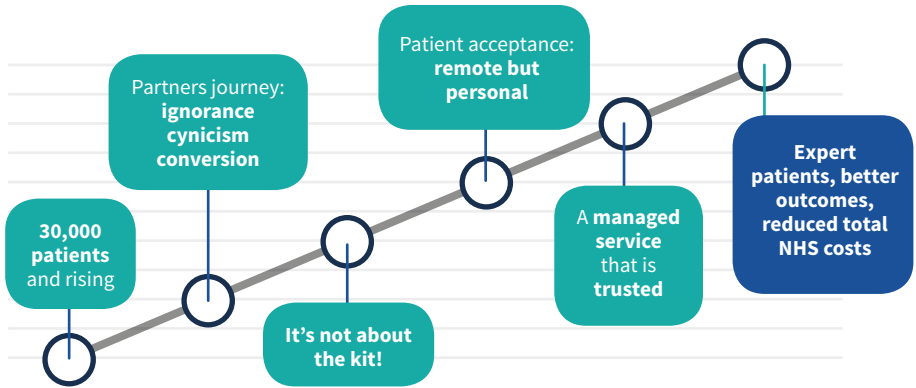 30,000
patients
and rising
Partners journey:
ignorance
cynicism
conversion
It’s not about
the kit!
Patient acceptance:
remote but
personal
A managed
service
that is
trusted
Expert
patients, better
outcomes,
reduced total
NHS costs